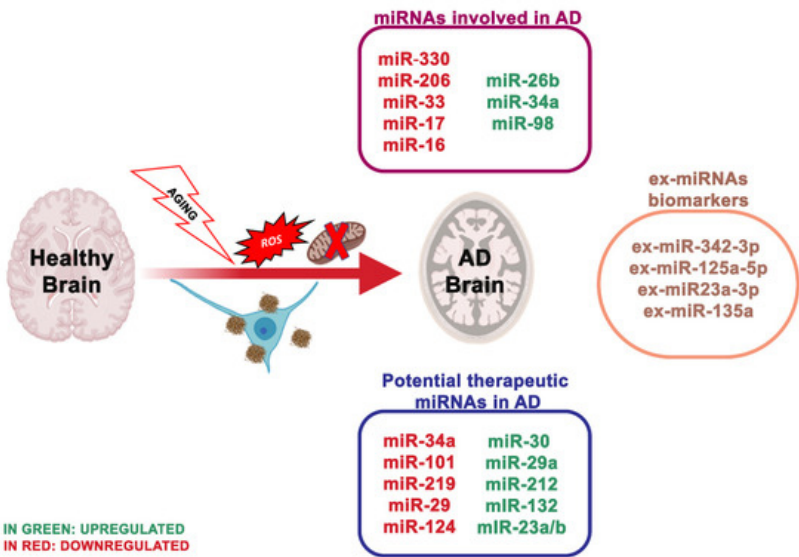 miRNAs involved in AD
miR-330
miR-206
miR-33
miR-17
miR-16
miR-26b
miR-34a
miR-98
AGING
ROS
Healthy
Brain
AD
Brain
ex-miRNAs
biomarkers
ex-miR-342-3p
ex-miR-125a-5p
ex-miR23a-3p
ex-miR-135a
Potential therapeutic
miRNAs in AD
miR-34a
miR-101
miR-219
miR-29
miR-124
miR-30
miR-29a
miR-212
mIR-132
mIR-23a/b
IN GREEN: UPREGULATED
IN RED: DOWNREGULATED